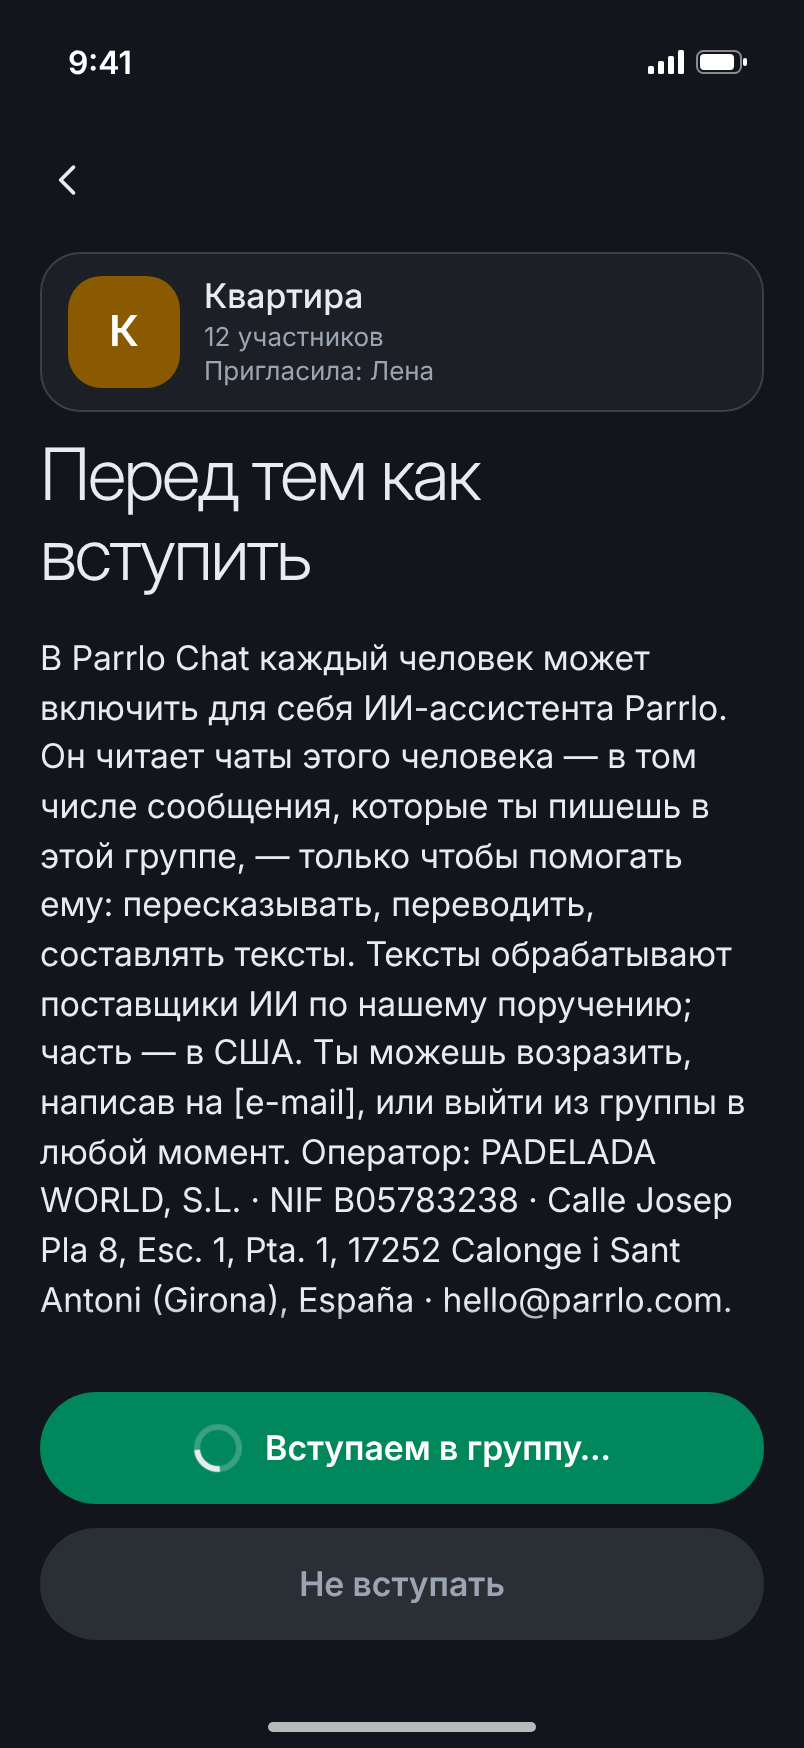 9:41
К
Квартира
12 участников
Пригласила: Лена
Перед тем как
вступить
В Parrlo Chat каждый человек может
включить для себя ИИ-ассистента Parrlo.
Он читает чаты этого человека — в том
числе сообщения, которые ты пишешь в
этой группе, — только чтобы помогать
ему: пересказывать, переводить,
составлять тексты. Тексты обрабатывают
поставщики ИИ по нашему поручению;
часть — в США. Ты можешь возразить,
написав на [e-mail], или выйти из группы в
любой момент. Оператор: PADELADA
WORLD, S.L. · NIF B05783238 · Calle Josep
Pla 8, Esc. 1, Pta. 1, 17252 Calonge i Sant
Antoni (Girona), España · hello@parrlo.com.
Вступаем в группу...
Не вступать